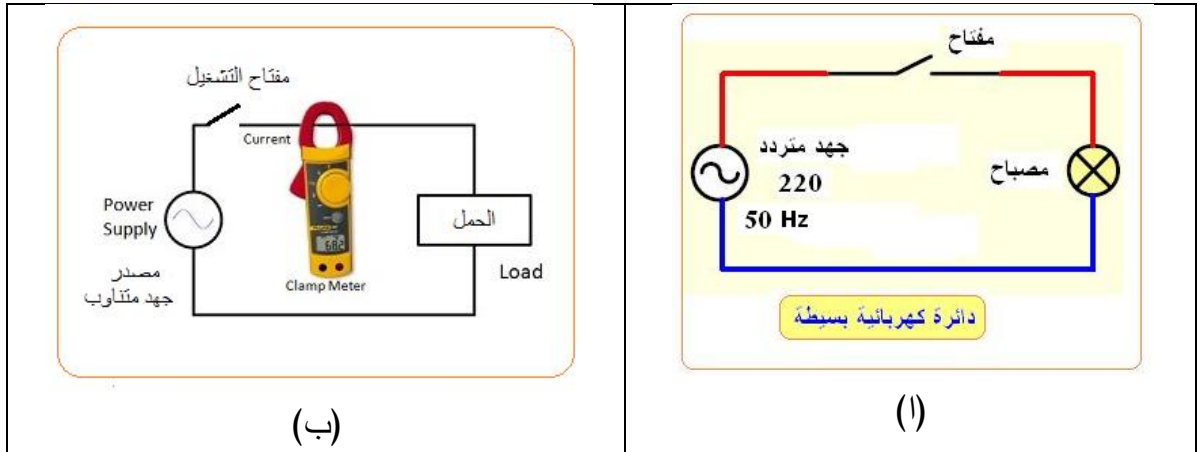 مفتاح
جهد متردد
220
50 Hz
مصباح
دائرة كهربائية بسيطة
(ا)
مفتاح التشغيل
Current
Power
Supply
مصدر
جهد متناوب
682
Clamp Meter
الحمل
Load
(ب)